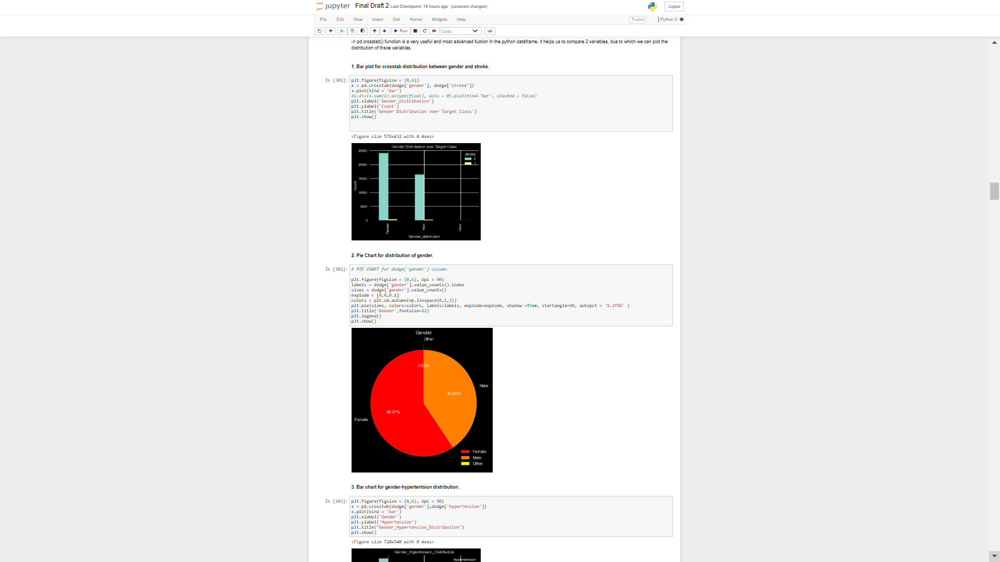 jupyter Final Draft 2 Last Checkpoint: 18 hours ago (unsaved changes)
Logout
File Edit View Insert Cell Kernel Widgets Help
Trusted
Python 3
Run
Code
-> pd.crosstab() function is a very useful and most advanced fuction in the python dataframe, it helps us to compare 2 variables, due to which we can plot the
distribution of thsoe variables.
1. Bar plot for crosstab distribution between gender and stroke.
In [301]:
plt.figure(figsize = (8,6))
x = pd.crosstab(dodge['gender'], dodge['stroke'])
x.plot(kind = 'bar')
#x.div(x.sum(1).astype(float), axis = 0).plot(kind='bar', stacked = False)
plt.xlabel('Gender_distribution')
plt.ylabel('Count')
plt.title('Gender Distribution over Target Class')
plt.show()
<Figure size 576x432 with 0 Axes>
Gender Distribution over Target Class
stroke
0
1
25000
20000
15000
10000
5000
0
Count
Female
Male
Other
Gender_distribution
2. Pie Chart for distribution of gender.
In [302]:
# PIE CHART for dodge['gender'] column.
plt.figure(figsize = (8,6), dpi = 90)
labels = dodge['gender'].value_counts().index
sizes = dodge['gender'].value_counts()
explode = [0,0,0.1]
colors = plt.cm.autumn(np.linspace(0,1,3))
plt.pie(sizes, colors=colors, labels=labels, explode=explode, shadow =True, startangle=90, autopct = '%.2f%%' )
plt.title('Gender',fontsize=12)
plt.legend()
plt.show()
Gender
Other
0.03%
Male
40.60%
59.37%
Female
Female
Male
Other
3. Bar chart for gender-hypertentsion distribution.
In [303]:
plt.figure(figsize = (8,6), dpi = 90)
x = pd.crosstab(dodge['gender'],dodge['hypertension'])
x.plot(kind = 'bar')
plt.xlabel('Gender')
plt.ylabel('Hypertension')
plt.title("Gender_Hypertension_Distribution")
plt.show()
<Figure size 720x540 with 0 Axes>
Gender_Hypertension_Distribution
hypertension